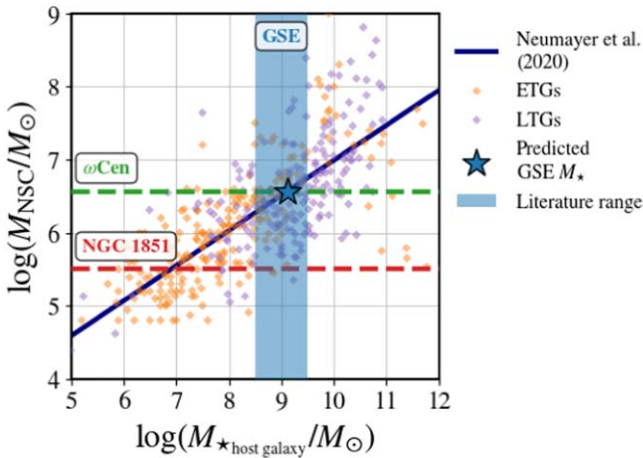 9
8
7
6
5
4
log(M_NSC/M_⊙)
GSE
ωCen
NGC 1851
5 6 7 8 9 10 11 12
log(M_⋆host galaxy/M_⊙)
Neumayer et al.
(2020)
ETGs
LTGs
Predicted
GSE M_⋆
Literature range